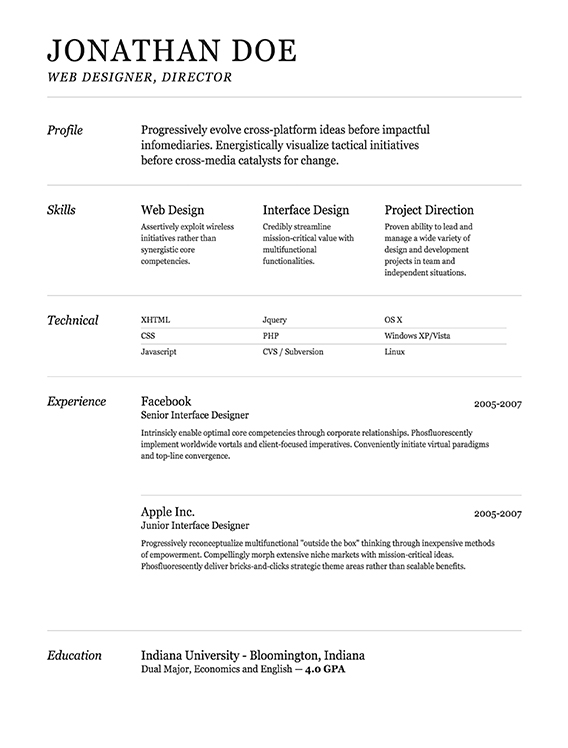 JONATHAN DOE
WEB DESIGNER, DIRECTOR
Profile
Progressively evolve cross-platform ideas before impactful
infomediaries. Energistically visualize tactical initiatives
before cross-media catalysts for change.
Skills
Web Design
Assertively exploit wireless
initiatives rather than
synergistic core
competencies.
Interface Design
Credibly streamline
mission-critical value with
multifunctional
functionalities.
Project Direction
Proven ability to lead and
manage a wide variety of
design and development
projects in team and
independent situations.
Technical
XHTML
Jquery
OS X
CSS
PHP
Windows XP/Vista
Javascript
CVS / Subversion
Linux
Experience
Facebook
2005-2007
Senior Interface Designer
Intrinsicly enable optimal core competencies through corporate relationships. Phosfluorescently
implement worldwide vortals and client-focused imperatives. Conveniently initiate virtual paradigms
and top-line convergence.
Apple Inc.
2005-2007
Junior Interface Designer
Progressively reconceptualize multifunctional "outside the box" thinking through inexpensive methods
of empowerment. Compellingly morph extensive niche markets with mission-critical ideas.
Phosfluorescently deliver bricks-and-clicks strategic theme areas rather than scalable benefits.
Education
Indiana University - Bloomington, Indiana
Dual Major, Economics and English — 4.0 GPA